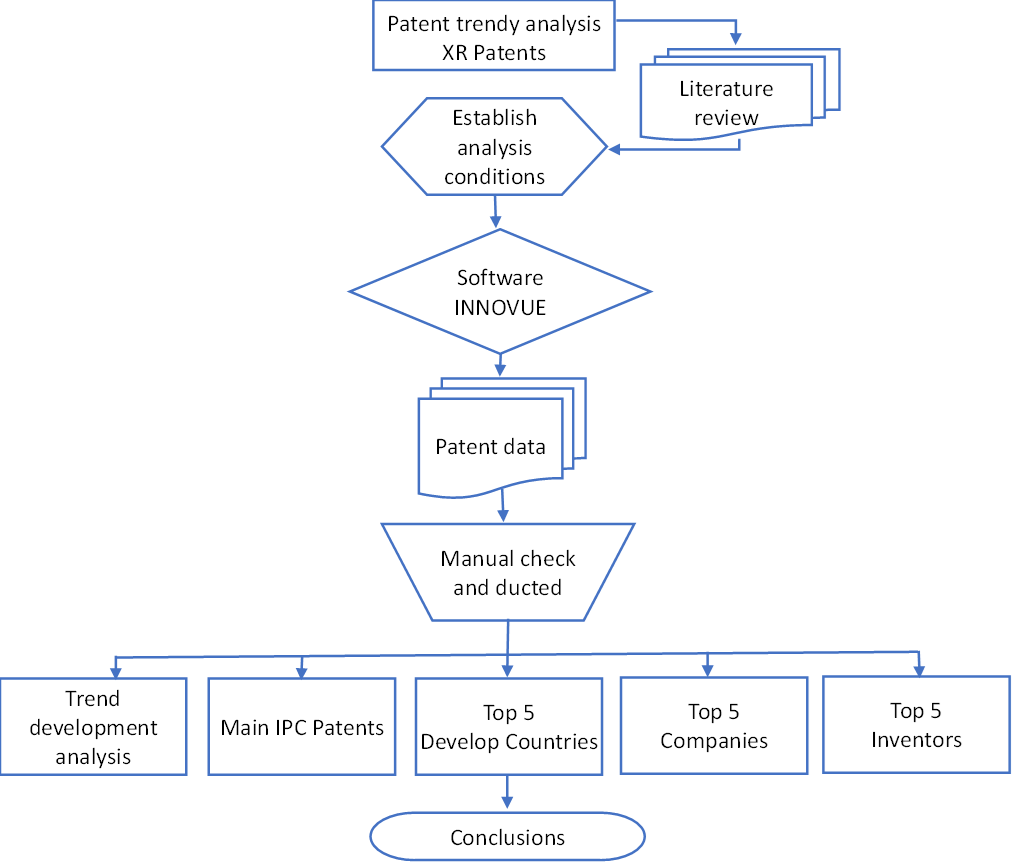 Patent trendy analysis
XR Patents
Literature
review
Establish
analysis
conditions
Software
INNOVUE
Patent data
Manual check
and ducted
Trend
development
analysis
Main IPC Patents
Top 5
Develop Countries
Top 5
Companies
Top 5
Inventors
Conclusions